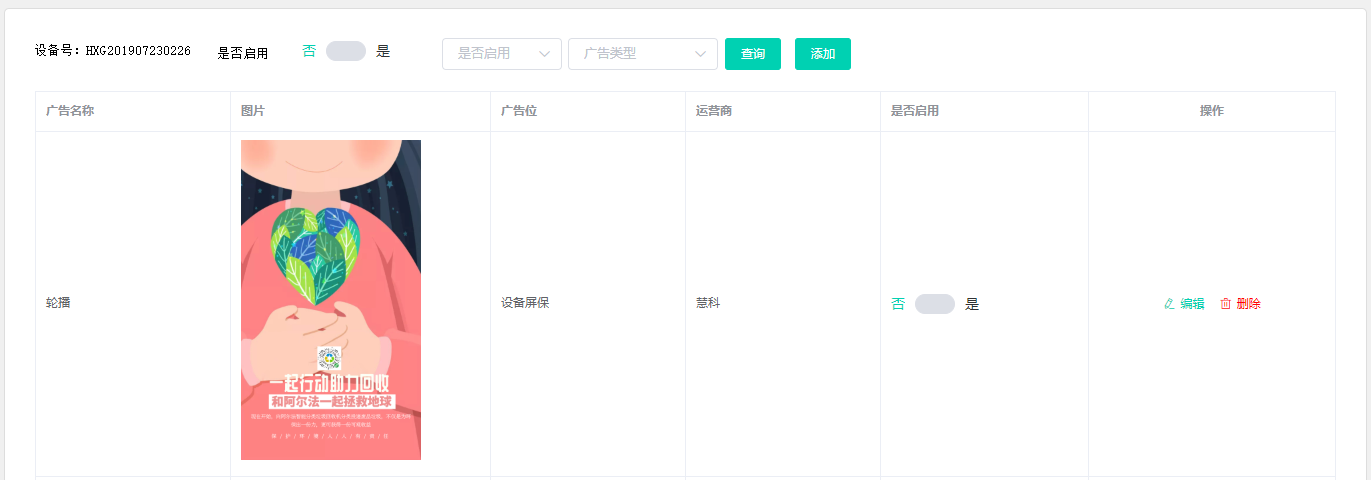 设备号：HXG201907230226 是否启用 否 是 是否启用 广告类型 查询 添加
广告名称 图片 广告位 运营商 是否启用 操作
轮播 设备屏保 慧科 否 是 编辑 删除
一起行动助力回收
和阿尔法一起拯救地球